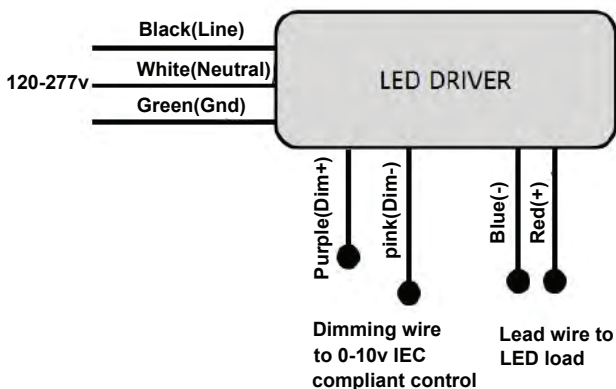 Black(Line)
120-277v
White(Neutral)
Green(Gnd)
LED DRIVER
Purple(Dim+)
pink(Dim-)
Blue(-)
Red(+)
Dimming wire
to 0-10v IEC
compliant control
Lead wire to
LED load